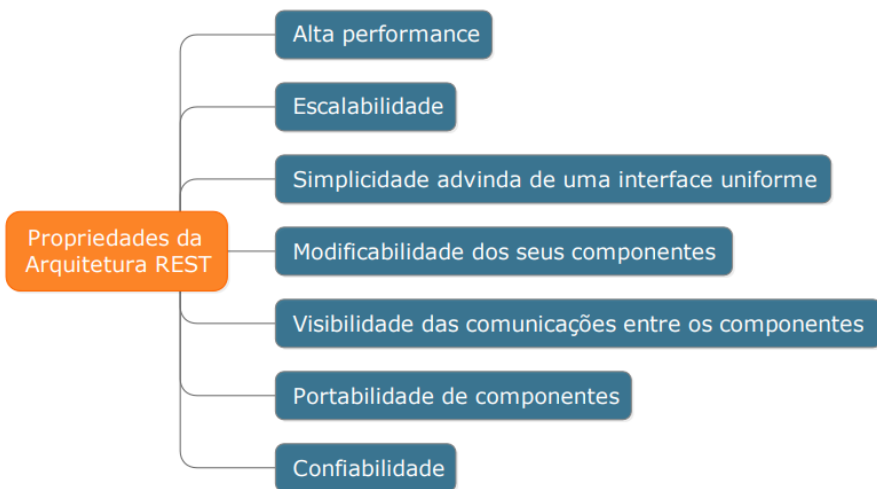 Alta performance
Escalabilidade
Simplicidade advinda de uma interface uniforme
Propriedades da
Arquitetura REST
Modificabilidade dos seus componentes
Visibilidade das comunicações entre os componentes
Portabilidade de componentes
Confiabilidade